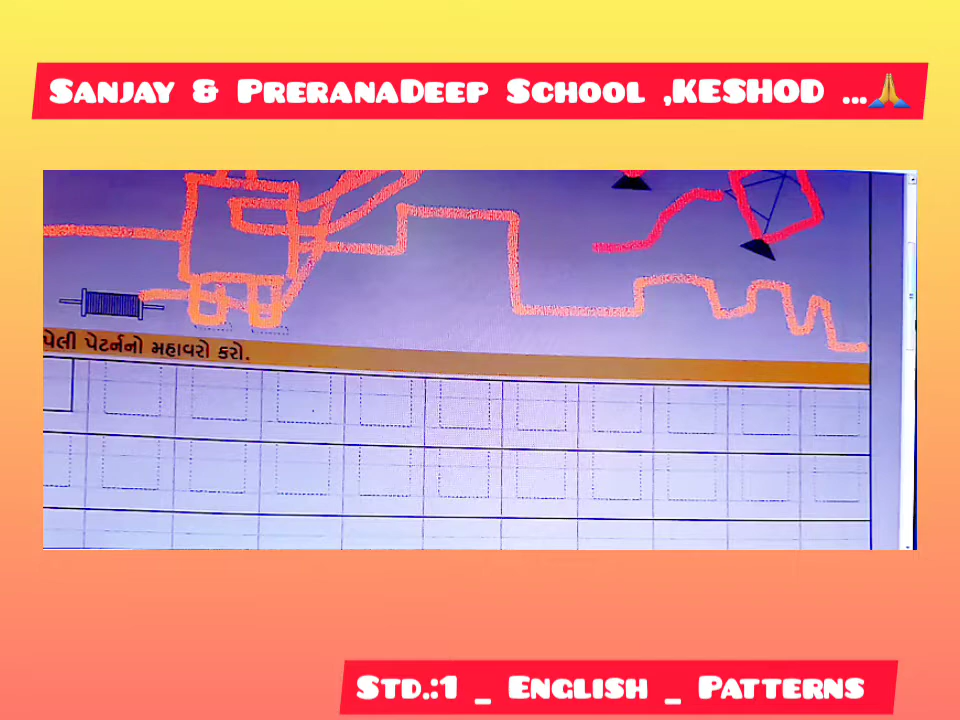 SANJAY & PRERANADEEP SCHOOL ,KESHOD ...🙏
પેલી પેટર્નનો મહાવરો કરો.
STD.:1 _ ENGLISH _ PATTERNS